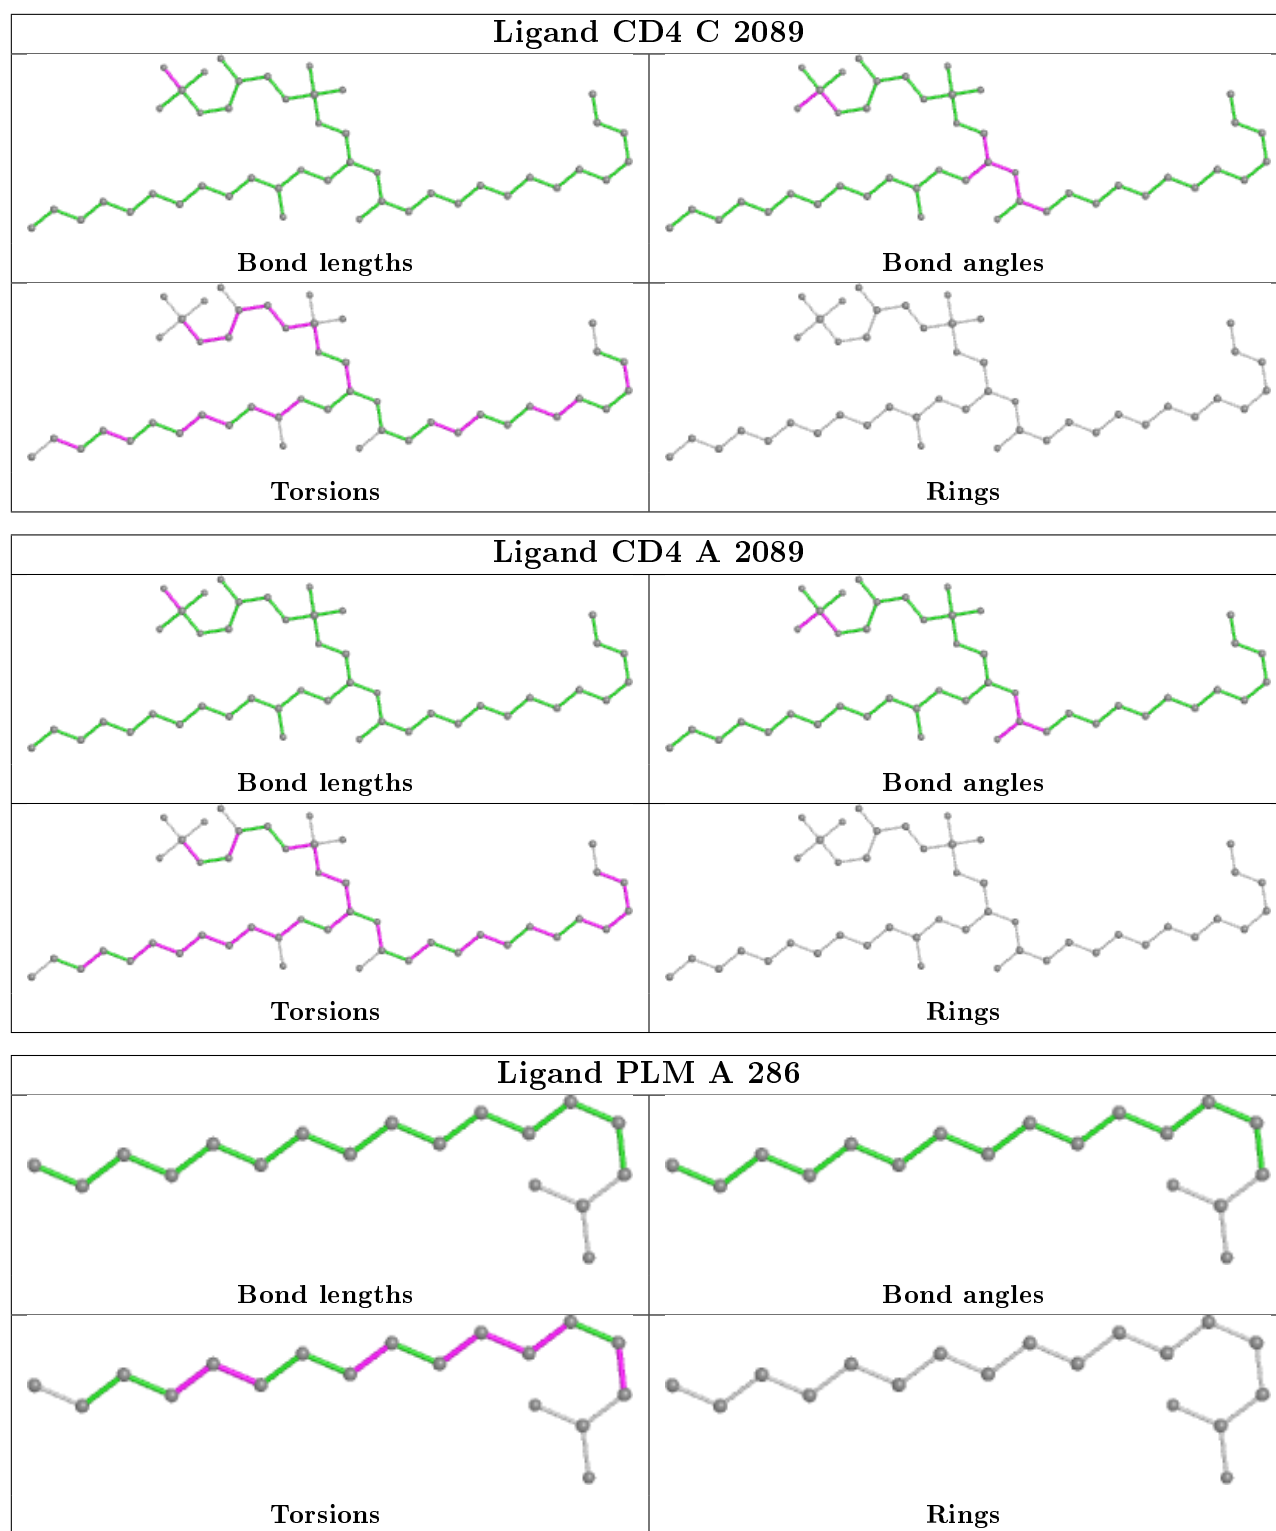 Ligand CD4 C 2089
Bond lengths
Bond angles
Torsions
Rings
Ligand CD4 A 2089
Bond lengths
Bond angles
Torsions
Rings
Ligand PLM A 286
Bond lengths
Bond angles
Torsions
Rings